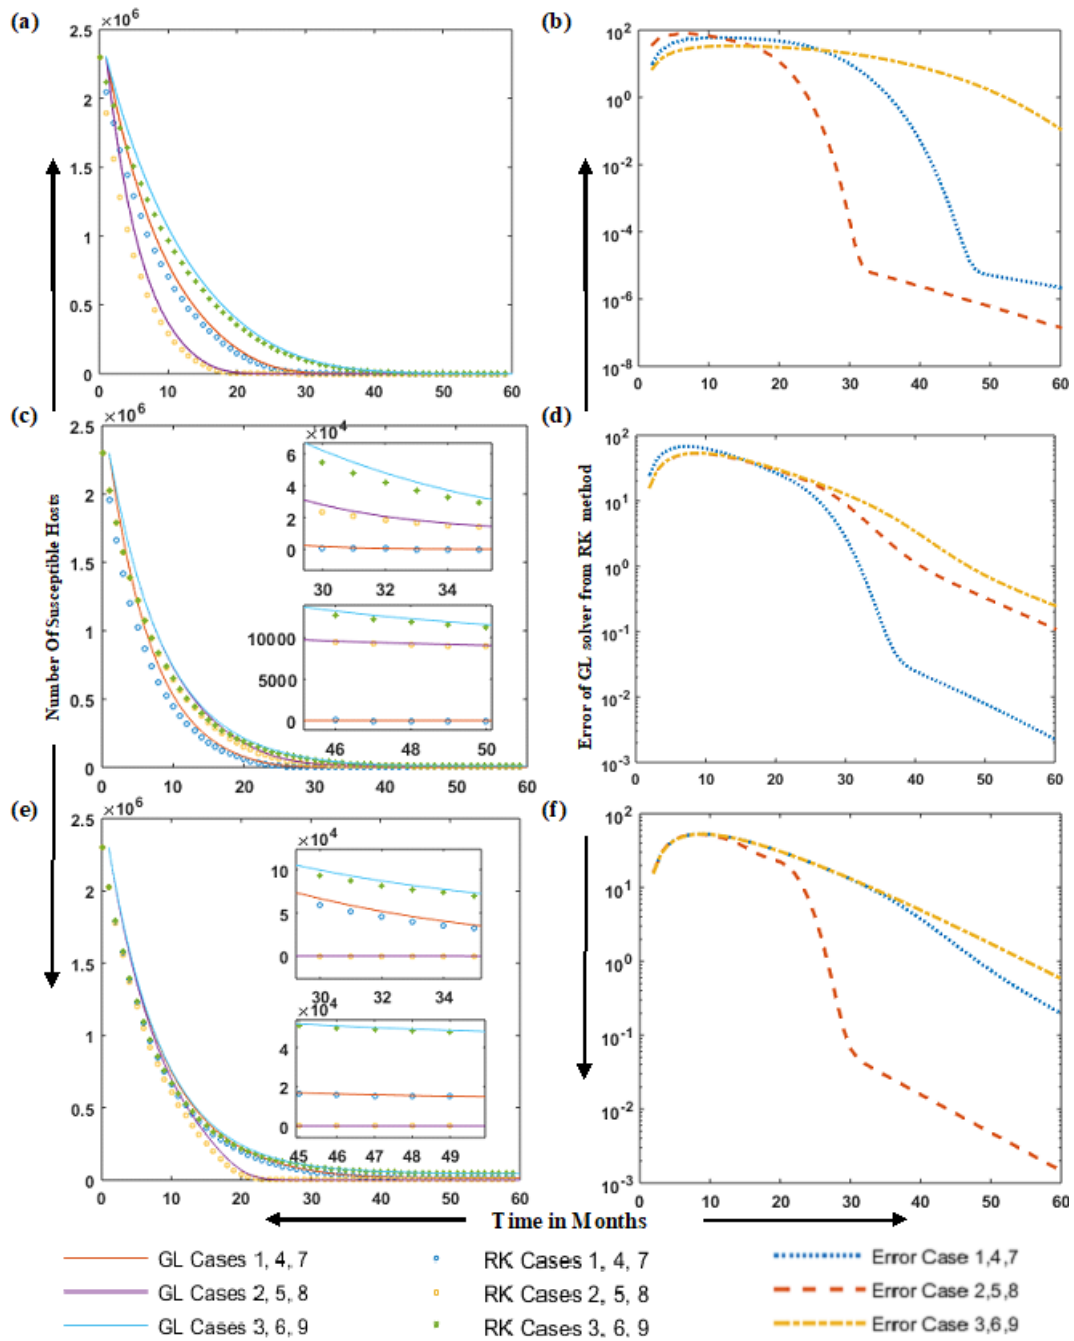 (a)
×10^6
2.5
2
1.5
1
0.5
0
0 10 20 30 40 50 60
(b)
10^2
10^0
10^-2
10^-4
10^-6
10^-8
10 20 30 40 50 60
(c)
×10^6
2.5
2
1.5
1
0.5
0
0 10 20 30 40 50 60
×10^4
6
4
2
0
30 32 34
10000
5000
0
46 48 50
(d)
10^2
10^1
10^0
10^-1
10^-2
10^-3
0 10 20 30 40 50 60
Number Of Susceptible Hosts
Error of GL solver from RK method
(e)
×10^6
2.5
2
1.5
1
0.5
0
0 10 20 30 40 50 60
×10^4
10
5
0
30 32 34
×10^4
4
2
0
45 46 47 48 49
(f)
10^2
10^1
10^0
10^-1
10^-2
10^-3
0 10 20 30 40 50 60
Time in Months
GL Cases 1, 4, 7
GL Cases 2, 5, 8
GL Cases 3, 6, 9
RK Cases 1, 4, 7
RK Cases 2, 5, 8
RK Cases 3, 6, 9
Error Case 1,4,7
Error Case 2,5,8
Error Case 3,6,9